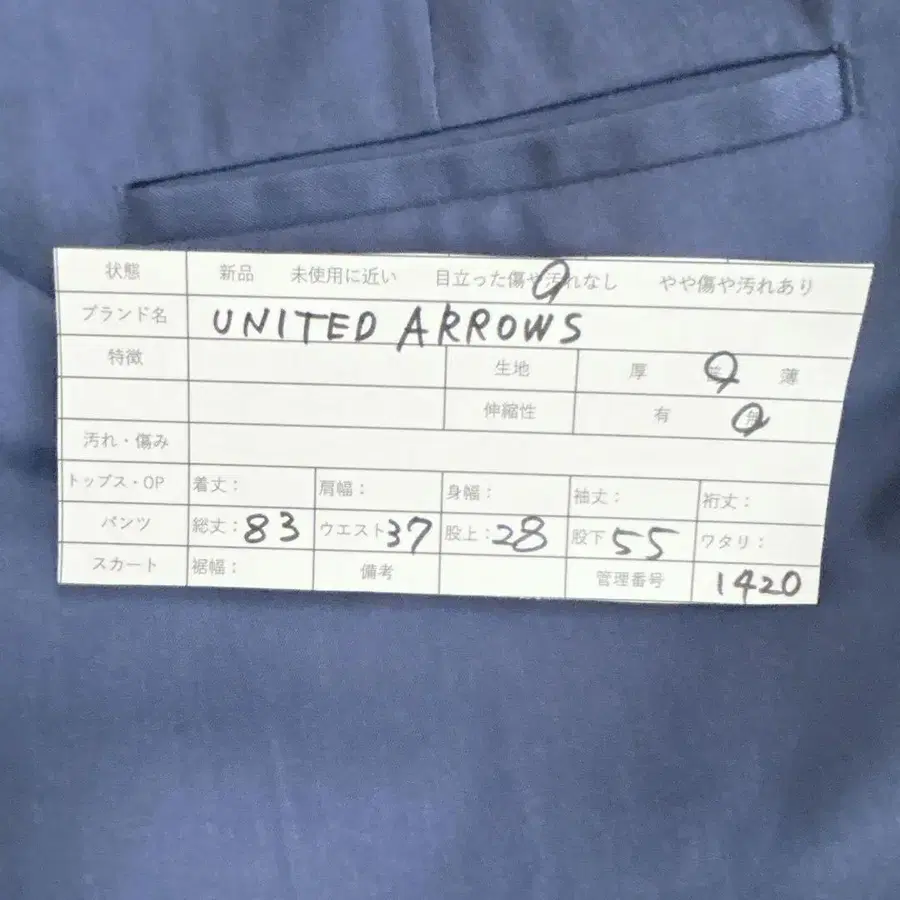 状態 新品 未使用に近い 目立った傷や汚れなし やや傷や汚れあり
ブランド名 UNITED ARROWS
特徴 生地 厚 薄
伸縮性 有 無
汚れ・傷み
トップス・OP 着丈: 肩幅: 身幅: 袖丈: 裄丈:
パンツ 総丈:83 ウエスト37 股上:28 股下55 ワタリ:
スカート 裾幅: 備考 管理番号 1420